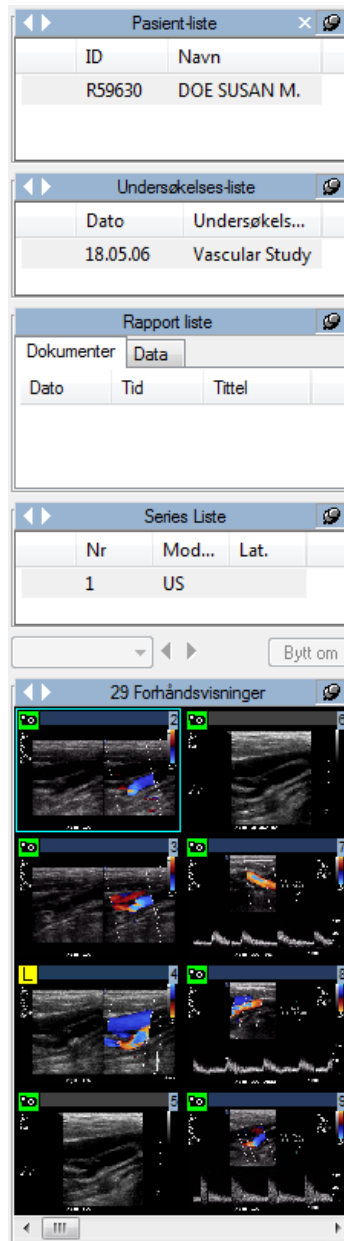 Pasient-liste
ID Navn
R59630 DOE SUSAN M.
Undersøkelses-liste
Dato Undersøkels...
18.05.06 Vascular Study
Rapport liste
Dokumenter Data
Dato Tid Tittel
Series Liste
Nr Mod... Lat.
1 US
Bytt om
29 Forhåndsvisninger
2 6
3 7
L 4 8
5 9